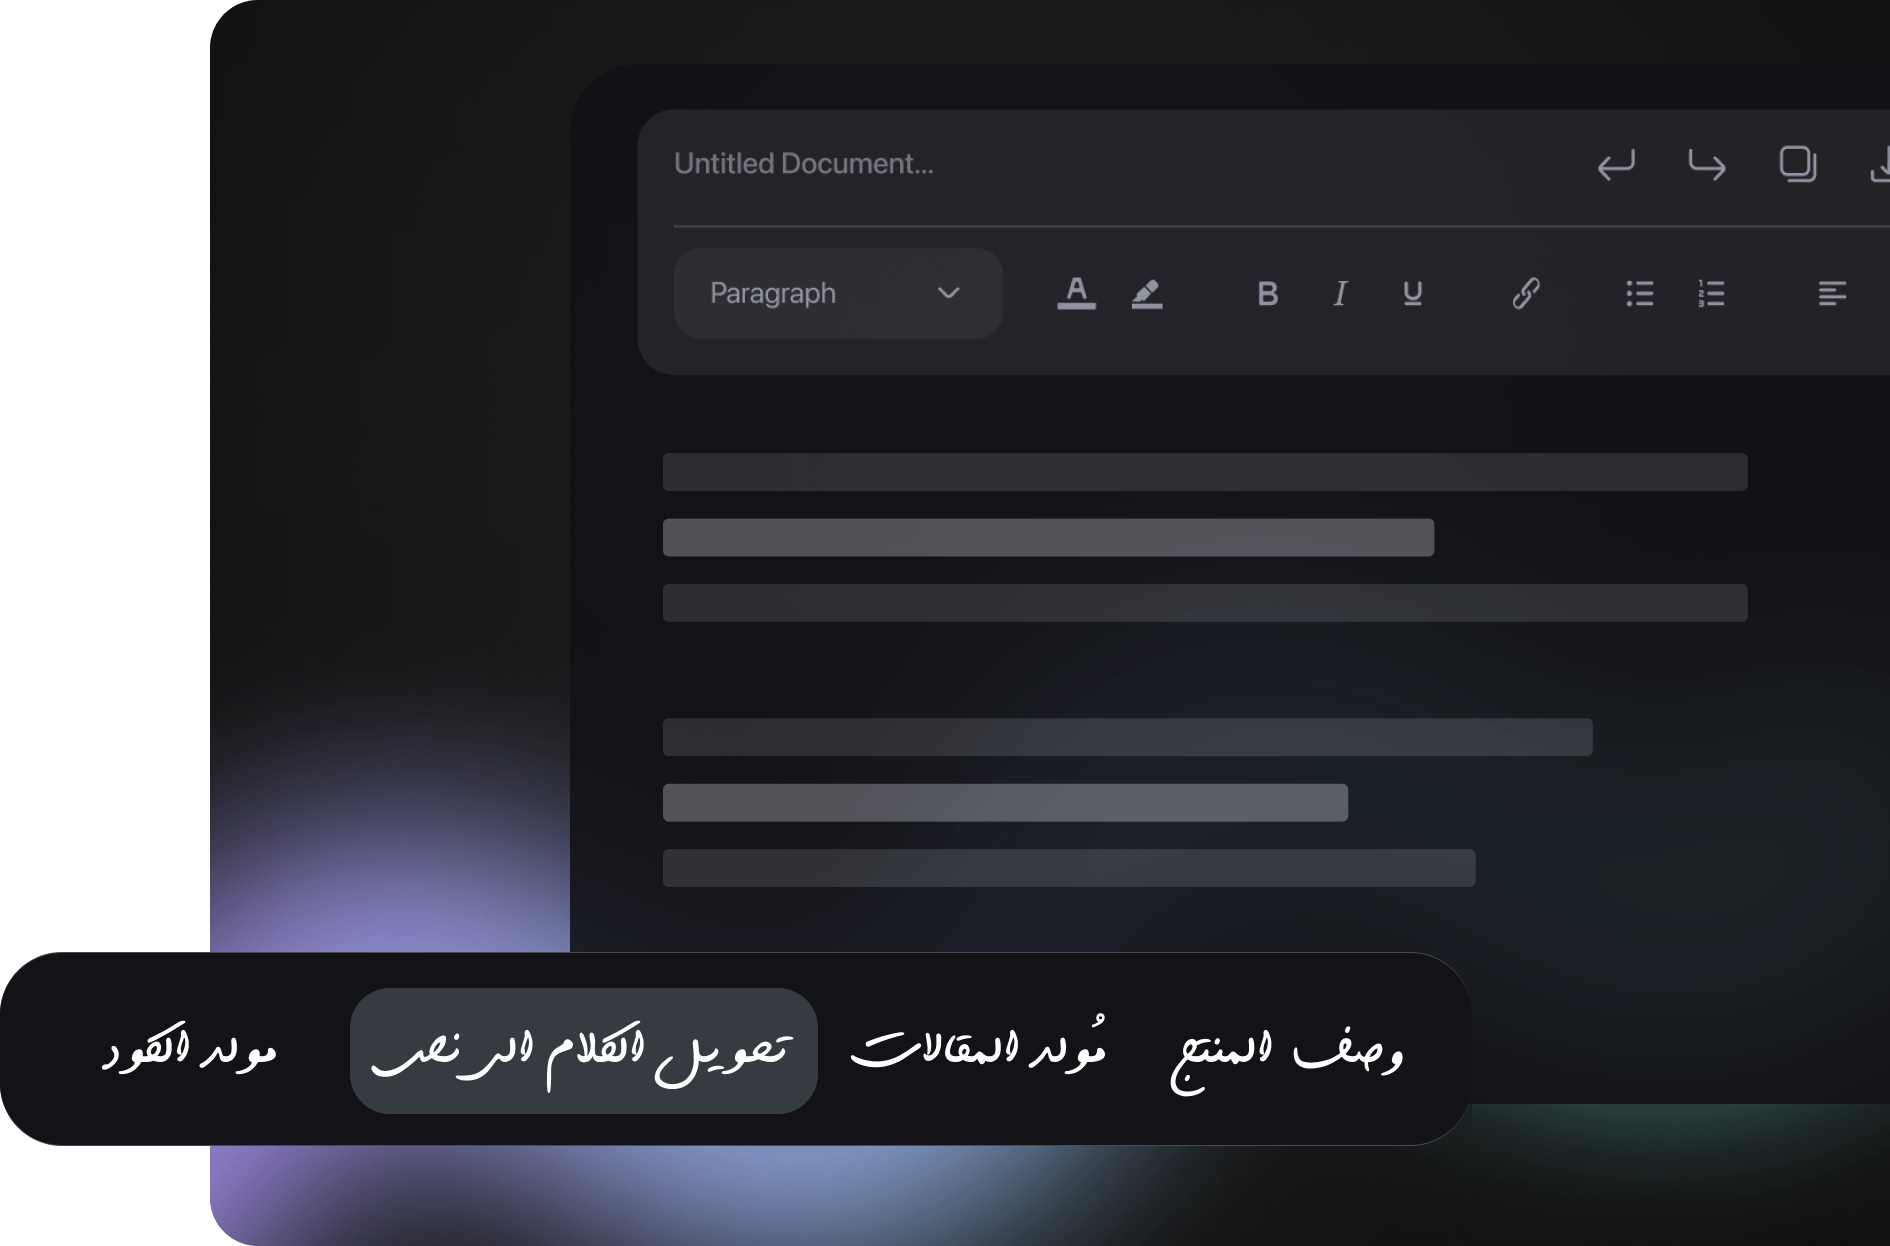 Untitled Document...
Paragraph
وصف المنتج
مُولد المقالات
تحويل الكلام الى نص
مولد الكود